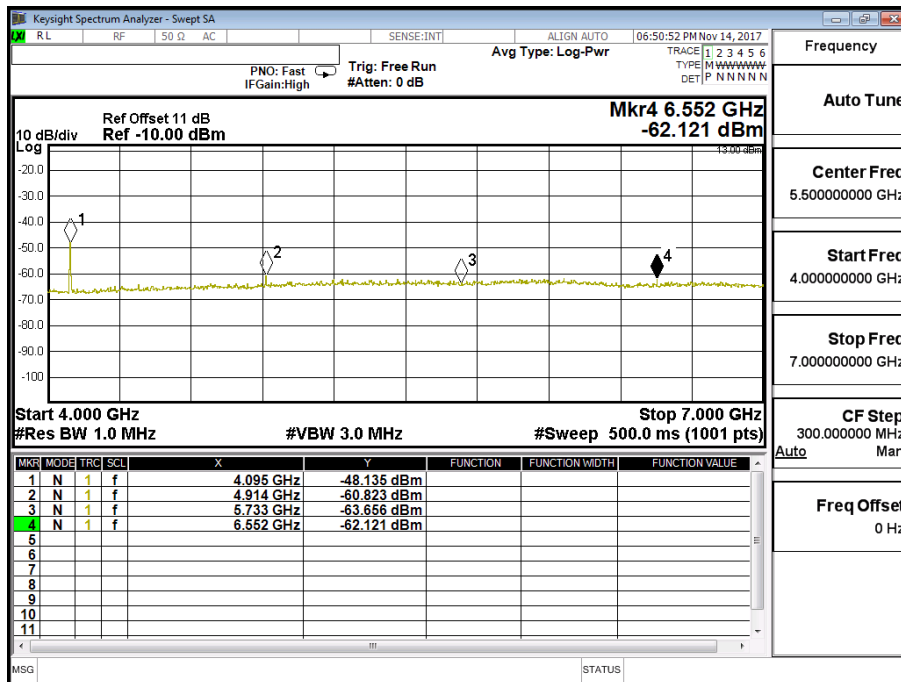 Keysight Spectrum Analyzer - Swept SA
LXI RL RF 50 Ω AC SENSE:INT ALIGN AUTO 06:50:52 PM Nov 14, 2017
PNO: Fast
IFGain:High
Trig: Free Run
#Atten: 0 dB
Avg Type: Log-Pwr
TRACE 1 2 3 4 5 6
TYPE M W W W W W
DET P N N N N N
Ref Offset 11 dB
10 dB/div Ref -10.00 dBm
Log
Mkr4 6.552 GHz
-62.121 dBm
13.00 dBm
-20.0
-30.0
-40.0
-50.0
-60.0
-70.0
-80.0
-90.0
-100
1
2
3
4
Start 4.000 GHz Stop 7.000 GHz
#Res BW 1.0 MHz #VBW 3.0 MHz #Sweep 500.0 ms (1001 pts)
MKR MODE TRC SCL X Y FUNCTION FUNCTION WIDTH FUNCTION VALUE
1 N 1 f 4.095 GHz -48.135 dBm
2 N 1 f 4.914 GHz -60.823 dBm
3 N 1 f 5.733 GHz -63.656 dBm
4 N 1 f 6.552 GHz -62.121 dBm
5
6
7
8
9
10
11
MSG STATUS
Frequency
Auto Tune
Center Freq
5.500000000 GHz
Start Freq
4.000000000 GHz
Stop Freq
7.000000000 GHz
CF Step
300.000000 MHz
Auto Man
Freq Offset
0 Hz